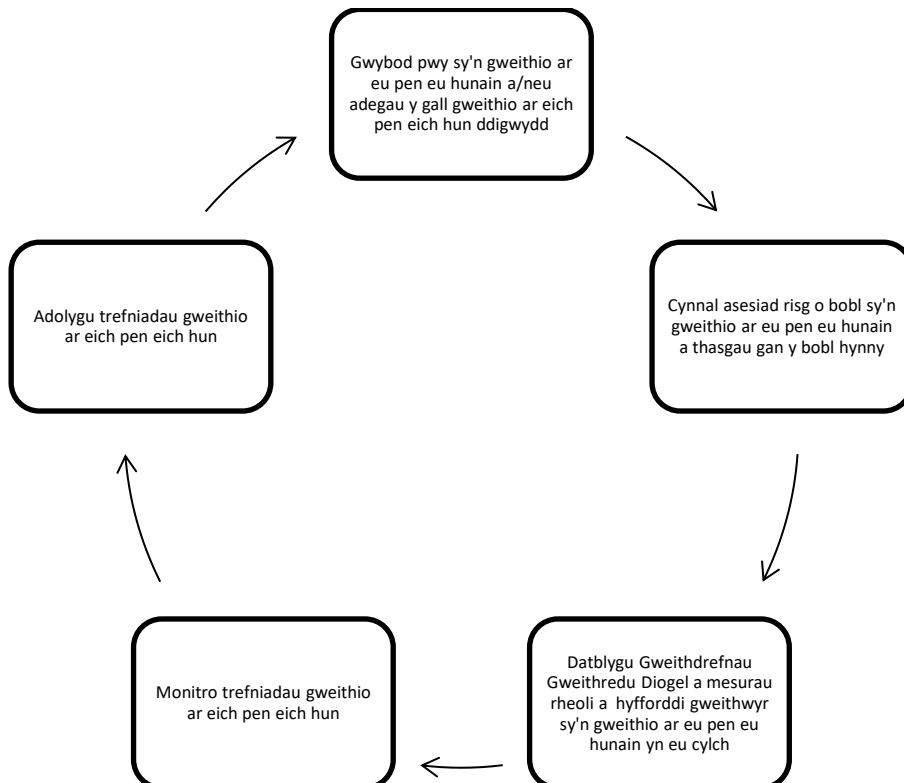 Gwybod pwy sy'n gweithio ar
eu pen eu hunain a/neu
adegau y gall gweithio ar eich
pen eich hun ddigwydd
Cynnal asesiad risg o bobl sy'n
gweithio ar eu pen eu hunain
a thasgau gan y bobl hynny
Datblygu Gweithdrefnau
Gweithredu Diogel a mesurau
rheoli a  hyfforddi gweithwyr
sy'n gweithio ar eu pen eu
hunain yn eu cylch
Monitro trefniadau gweithio
ar eich pen eich hun
Adolygu trefniadau gweithio
ar eich pen eich hun